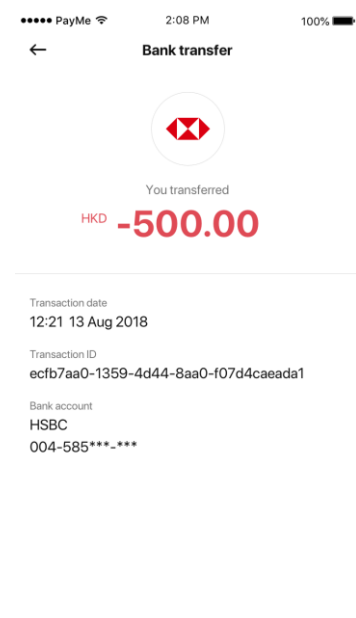 ●●●●● PayMe 2:08 PM 100%
Bank transfer
You transferred
HKD -500.00
Transaction date
12:21 13 Aug 2018
Transaction ID
ecfb7aa0-1359-4d44-8aa0-f07d4caeada1
Bank account
HSBC
004-585***-***